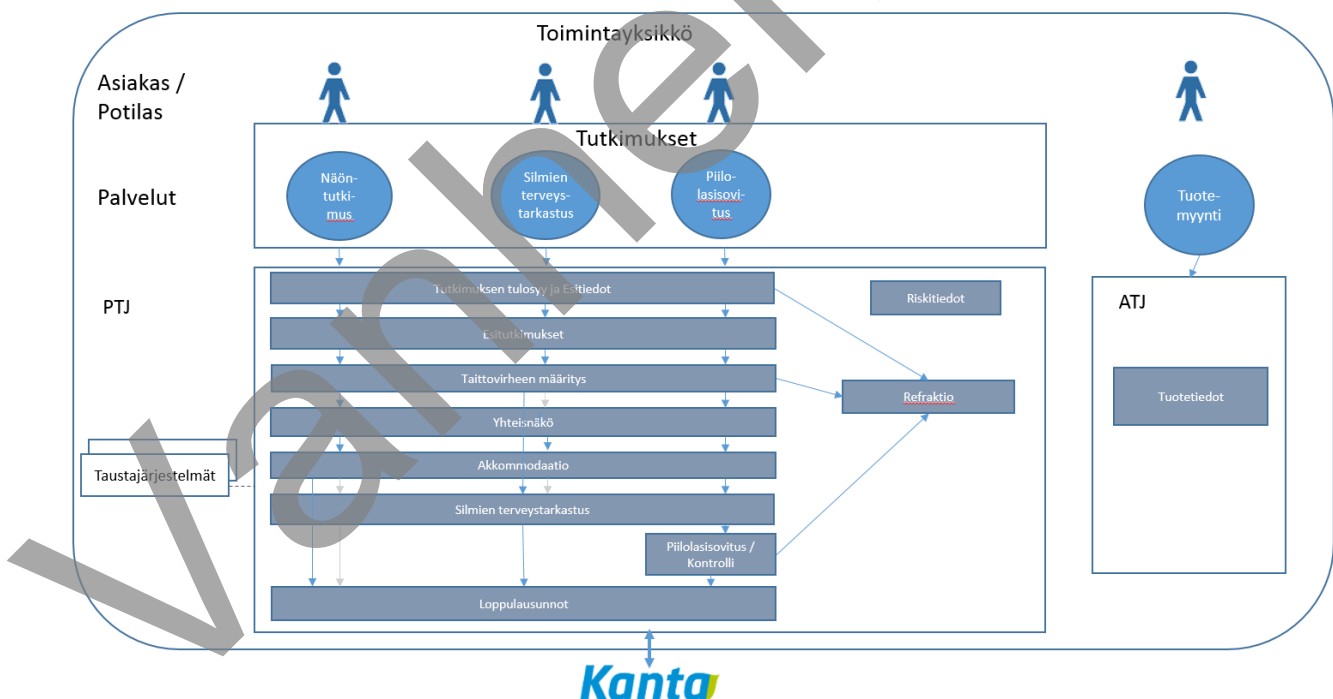 Toimintayksikkö
Asiakas /
Potilas
Tutkimukset
Palvelut
Näön-
tutki-
mus
Silmien
terveys-
tarkastus
Piilo-
lasisovi-
tus
Tuote-
myynti
PTJ
Tutkimuksen tulosyy ja Esitiedot
Riskitiedot
ATJ
Esitutkimukset
Taittovirheen määritys
Refraktio
Tuotetiedot
Yhteisnäkö
Taustajärjestelmät
Akkommodaatio
Silmien terveystarkastus
Piilolasisovitus /
Kontrolli
Loppulausunnot
Kanta